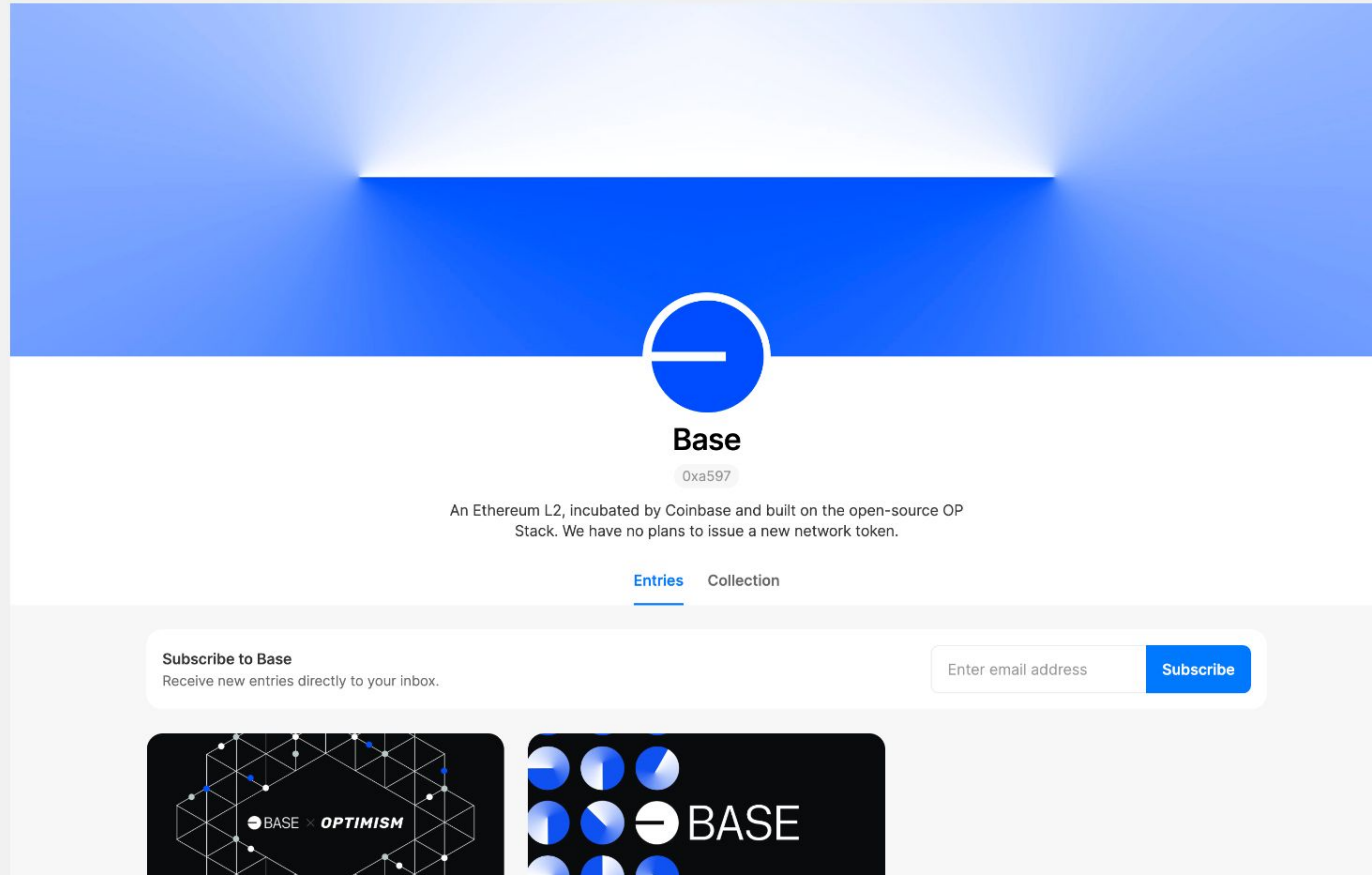 Base
0xa597
An Ethereum L2, incubated by Coinbase and built on the open-source OP
Stack. We have no plans to issue a new network token.
Entries Collection
Subscribe to Base
Receive new entries directly to your inbox.
Enter email address Subscribe
BASE × OPTIMISM
BASE